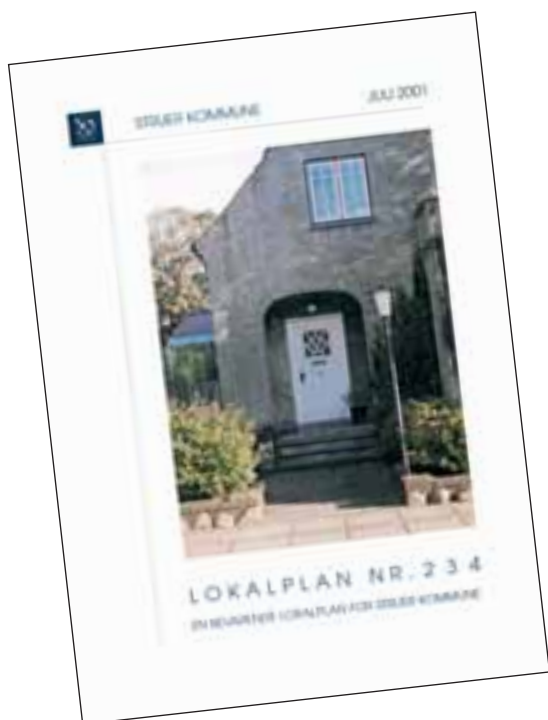 STRUER KOMMUNE
JULI 2001
LOKALPLAN NR. 234
EN BEVARENDE LOKALPLAN FOR STRUER KOMMUNE